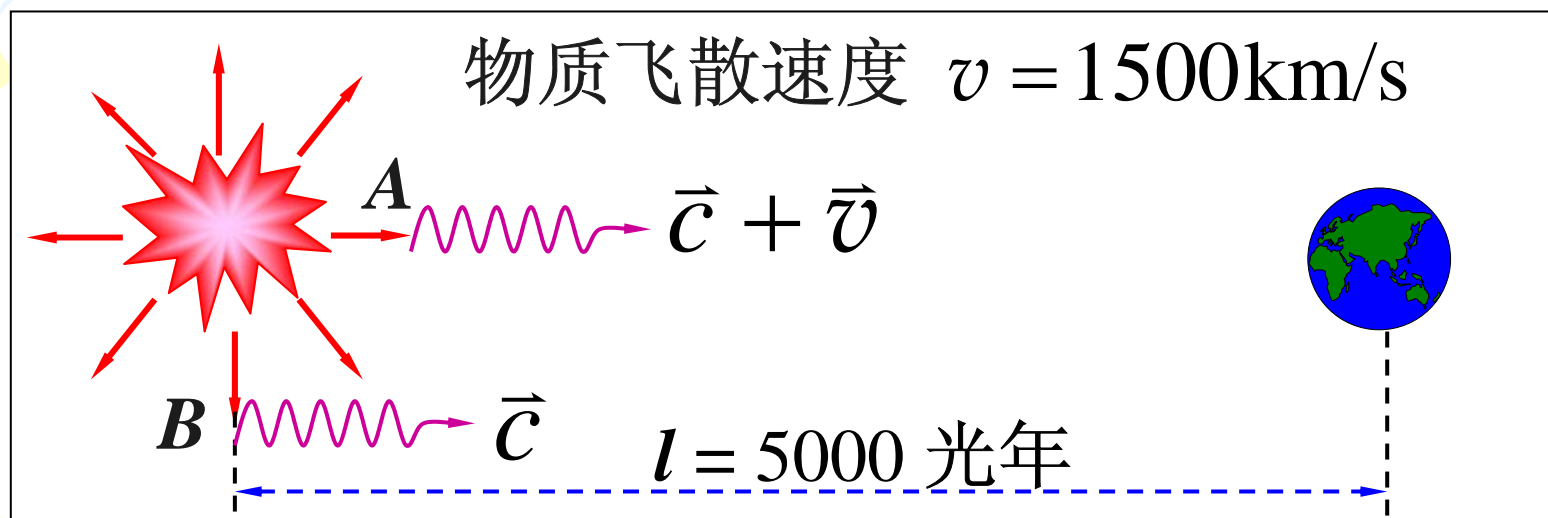 物质飞散速度 v = 1500km/s
A
c⃗ + v⃗
B
c⃗
l = 5000 光年